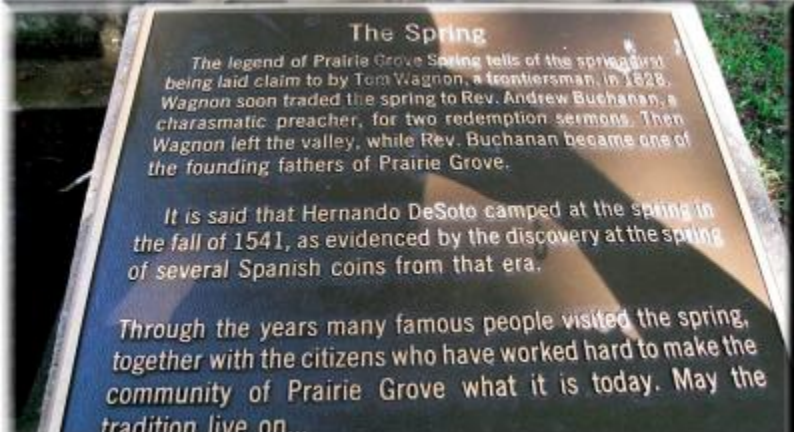 The Spring
The legend of Prairie Grove Spring tells of the spring first
being laid claim to by Tom Wagnon, a frontiersman, in 1828.
Wagnon soon traded the spring to Rev. Andrew Buchanan, a
charasmatic preacher, for two redemption sermons. Then
Wagnon left the valley, while Rev. Buchanan became one of
the founding fathers of Prairie Grove.
It is said that Hernando DeSoto camped at the spring in
the fall of 1541, as evidenced by the discovery at the spring
of several Spanish coins from that era.
Through the years many famous people visited the spring,
together with the citizens who have worked hard to make the
community of Prairie Grove what it is today. May the
tradition live on...